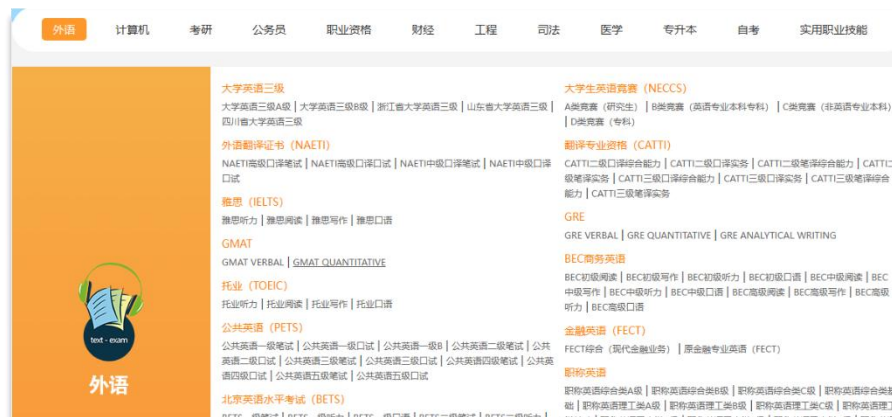 外语 计算机 考研 公务员 职业资格 财经 工程 司法 医学 专升本 自考 实用职业技能
text - exam
外语
大学英语三级
大学英语三级A级 | 大学英语三级B级 | 浙江省大学英语三级 | 山东省大学英语三级 |
四川省大学英语三级
外语翻译证书（NAETI）
NAETI高级口译笔试 | NAETI高级口译口试 | NAETI中级口译笔试 | NAETI中级口译
口试
雅思（IELTS）
雅思听力 | 雅思阅读 | 雅思写作 | 雅思口语
GMAT
GMAT VERBAL | GMAT QUANTITATIVE
托业（TOEIC）
托业听力 | 托业阅读 | 托业写作 | 托业口语
公共英语（PETS）
公共英语一级笔试 | 公共英语一级口试 | 公共英语一级B | 公共英语二级笔试 | 公共
英语二级口试 | 公共英语三级笔试 | 公共英语三级口试 | 公共英语四级笔试 | 公共英
语四级口试 | 公共英语五级笔试 | 公共英语五级口试
北京英语水平考试（BETS）
大学生英语竞赛（NECCS）
A类竞赛（研究生） | B类竞赛（英语专业本科专科） | C类竞赛（非英语专业本科）
| D类竞赛（专科）
翻译专业资格（CATTI）
CATTI二级口译综合能力 | CATTI二级口译实务 | CATTI二级笔译综合能力 | CATTI二
级笔译实务 | CATTI三级口译综合能力 | CATTI三级口译实务 | CATTI三级笔译综合
能力 | CATTI三级笔译实务
GRE
GRE VERBAL | GRE QUANTITATIVE | GRE ANALYTICAL WRITING
BEC商务英语
BEC初级阅读 | BEC初级写作 | BEC初级听力 | BEC初级口语 | BEC中级阅读 | BEC
中级写作 | BEC中级听力 | BEC中级口语 | BEC高级阅读 | BEC高级写作 | BEC高级
听力 | BEC高级口语
金融英语（FECT）
FECT综合（现代金融业务） | 原金融专业英语（FECT）
职称英语
职称英语综合类A级 | 职称英语综合类B级 | 职称英语综合类C级 | 职称英语综合类基
础 | 职称英语理工类A级 | 职称英语理工类B级 | 职称英语理工类C级 | 职称英语理工